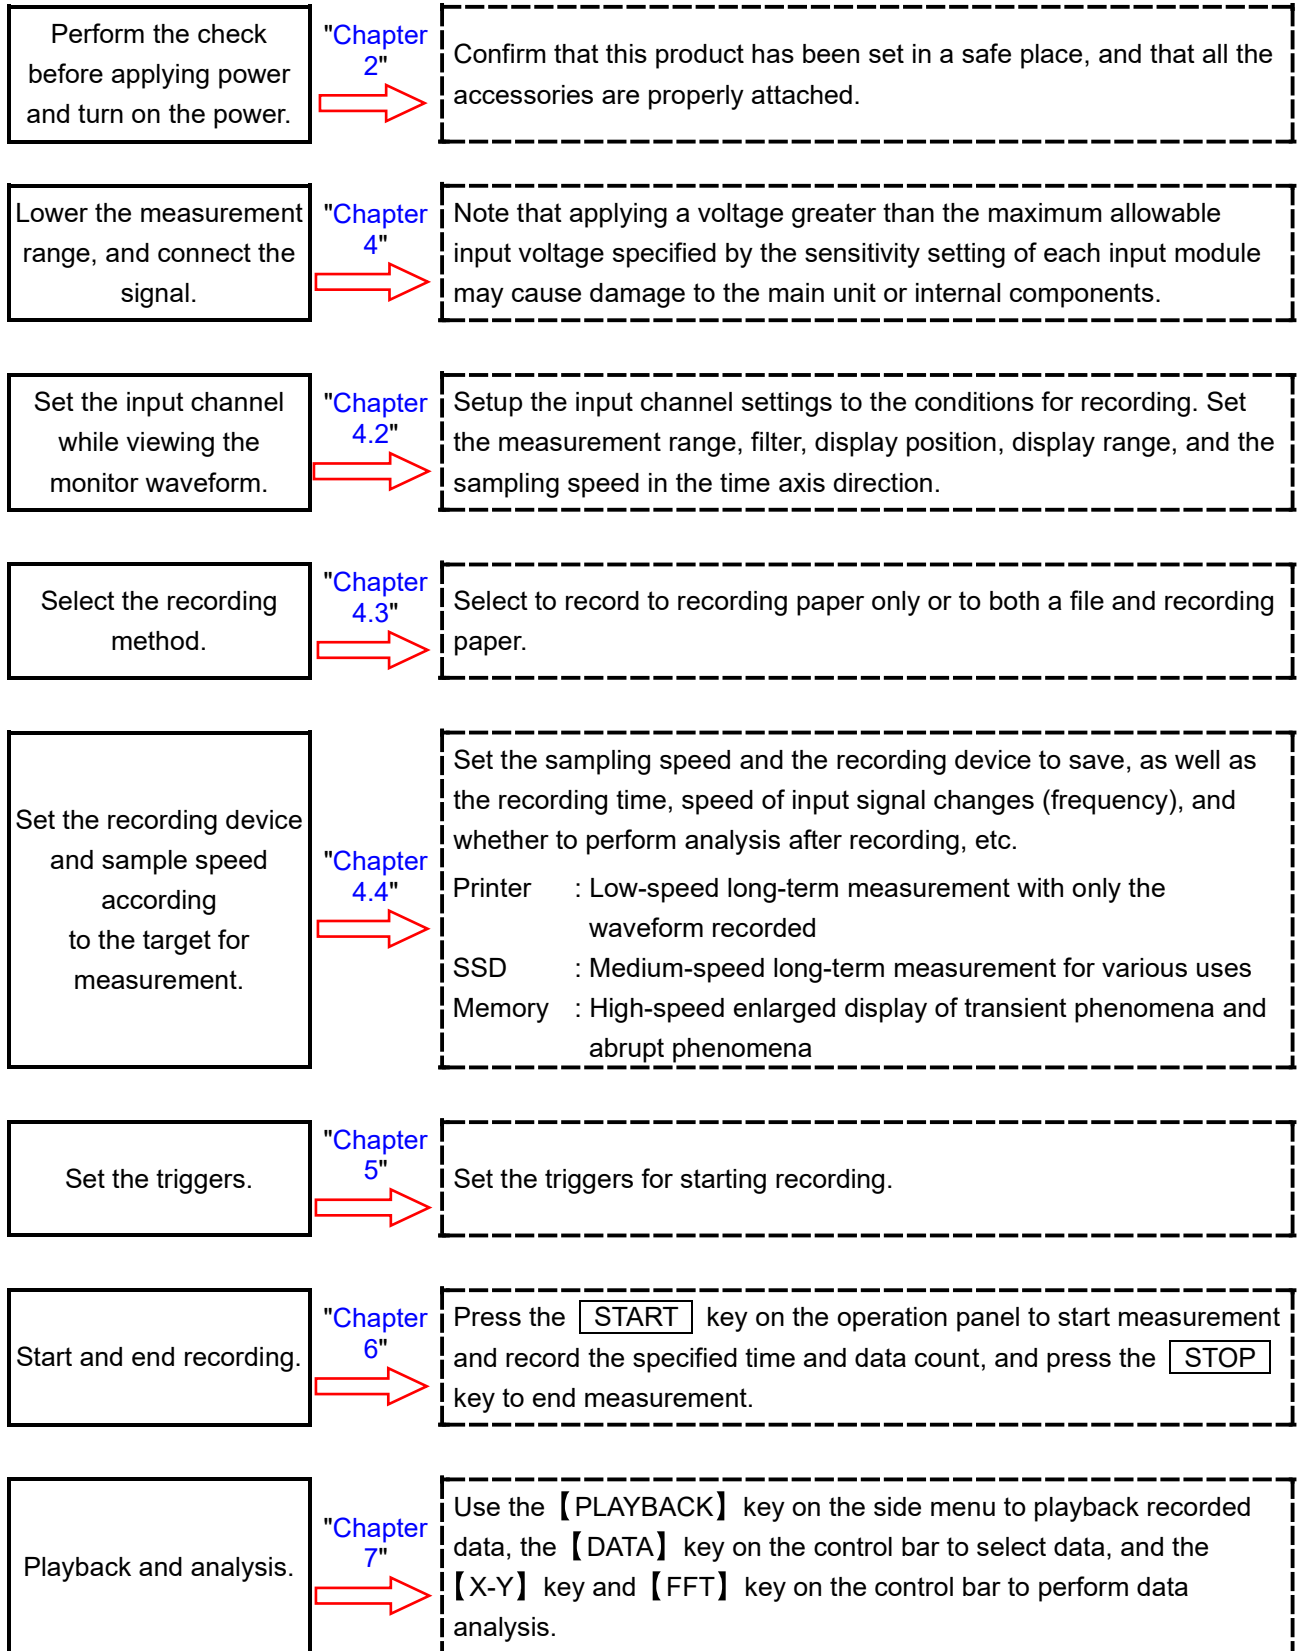 Perform the check
before applying power
and turn on the power.
"Chapter
2"
Confirm that this product has been set in a safe place, and that all the
accessories are properly attached.
Lower the measurement
range, and connect the
signal.
"Chapter
4"
Note that applying a voltage greater than the maximum allowable
input voltage specified by the sensitivity setting of each input module
may cause damage to the main unit or internal components.
Set the input channel
while viewing the
monitor waveform.
"Chapter
4.2"
Setup the input channel settings to the conditions for recording. Set
the measurement range, filter, display position, display range, and the
sampling speed in the time axis direction.
Select the recording
method.
"Chapter
4.3"
Select to record to recording paper only or to both a file and recording
paper.
Set the recording device
and sample speed
according
to the target for
measurement.
"Chapter
4.4"
Set the sampling speed and the recording device to save, as well as
the recording time, speed of input signal changes (frequency), and
whether to perform analysis after recording, etc.
Printer : Low-speed long-term measurement with only the
waveform recorded
SSD : Medium-speed long-term measurement for various uses
Memory : High-speed enlarged display of transient phenomena and
abrupt phenomena
Set the triggers.
"Chapter
5"
Set the triggers for starting recording.
Start and end recording.
"Chapter
6"
Press the START key on the operation panel to start measurement
and record the specified time and data count, and press the STOP
key to end measurement.
Playback and analysis.
"Chapter
7"
Use the【PLAYBACK】key on the side menu to playback recorded
data, the【DATA】key on the control bar to select data, and the
【X-Y】key and【FFT】key on the control bar to perform data
analysis.